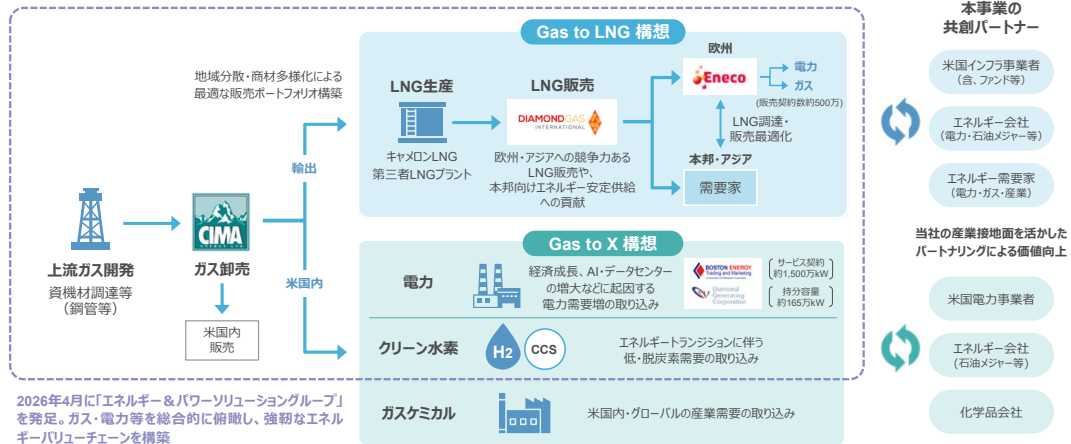 Gas to LNG 構想
地域分散・商材多様化による
最適な販売ポートフォリオ構築
輸出
LNG生産
キャメロンLNG
第三者LNGプラント
LNG販売
DIAMONDGAS
INTERNATIONAL
欧州・アジアへの競争力ある
LNG販売や、
本邦向けエネルギー安定供給
への貢献
欧州
Eneco
電力
ガス
(販売契約数約500万)
LNG調達・
販売最適化
本邦・アジア
需要家
上流ガス開発
資機材調達等
(鋼管等)
CIMA
ガス卸売
米国内
販売
米国内
Gas to X 構想
電力
経済成長、AI・データセンター
の増大などに起因する
電力需要増の取り込み
BOSTON ENERGY
Trading and Marketing
サービス契約
約1,500万kW
Diamond
Generating
Corporation
持分容量
約165万kW
クリーン水素
H2
CCS
エネルギートランジションに伴う
低・脱炭素需要の取り込み
ガスケミカル
米国内・グローバルの産業需要の取り込み
2026年4月に「エネルギー&パワーソリューショングループ」
を発足。ガス・電力等を総合的に俯瞰し、強靭なエネル
ギーバリューチェーンを構築
本事業の
共創パートナー
米国インフラ事業者
(含、ファンド等)
エネルギー会社
(電力・石油メジャー等)
エネルギー需要家
(電力・ガス・産業)
当社の産業接地面を活かした
パートナリングによる価値向上
米国電力事業者
エネルギー会社
(石油メジャー等)
化学品会社